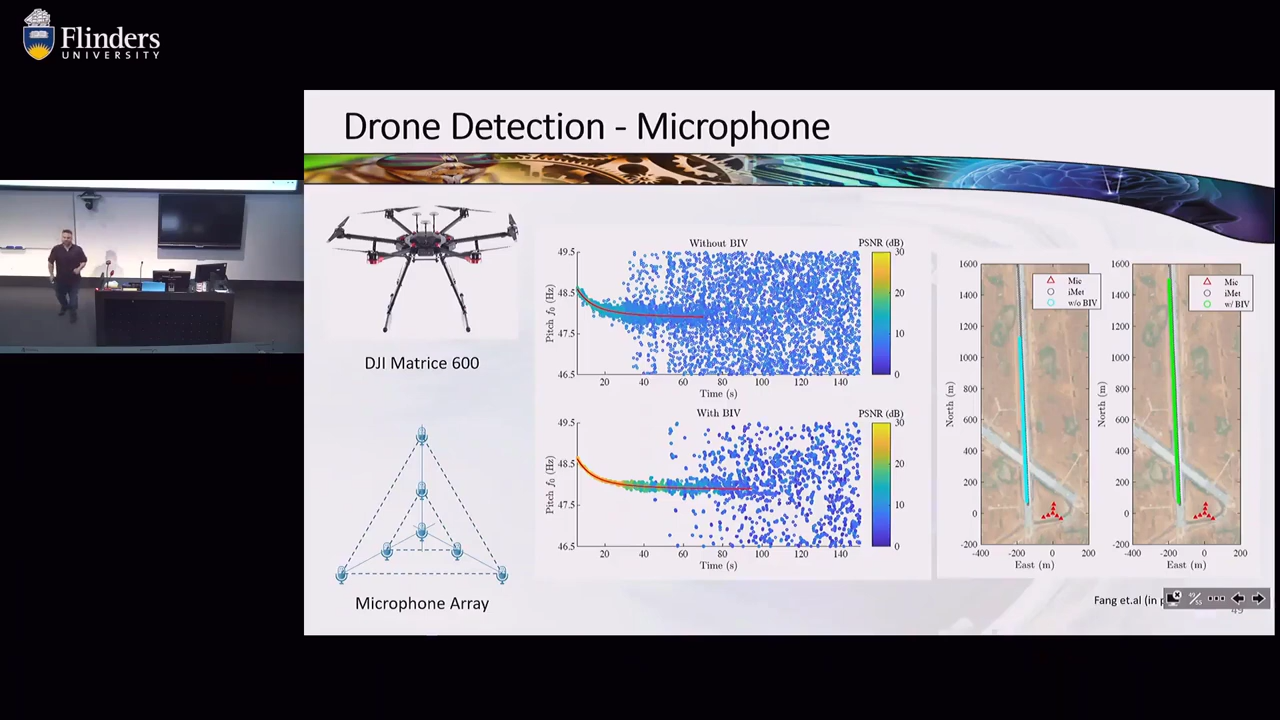 Flinders
UNIVERSITY
Drone Detection - Microphone
DJI Matrice 600
Microphone Array
Without BIV
PSNR (dB)
Pitch f₀ (Hz)
49.5
48.5
47.5
46.5
20 40 60 80 100 120 140
Time (s)
30
20
10
0
With BIV
PSNR (dB)
Pitch f₀ (Hz)
49.5
48.5
47.5
46.5
20 40 60 80 100 120 140
Time (s)
30
20
10
0
North (m)
1600
1400
1200
1000
800
600
400
200
0
-200
-400 -200 0 200
East (m)
Mic
iMet
w/o BIV
North (m)
1600
1400
1200
1000
800
600
400
200
0
-200
-400 -200 0 200
East (m)
Mic
iMet
w/ BIV
Fang et.al (in
49